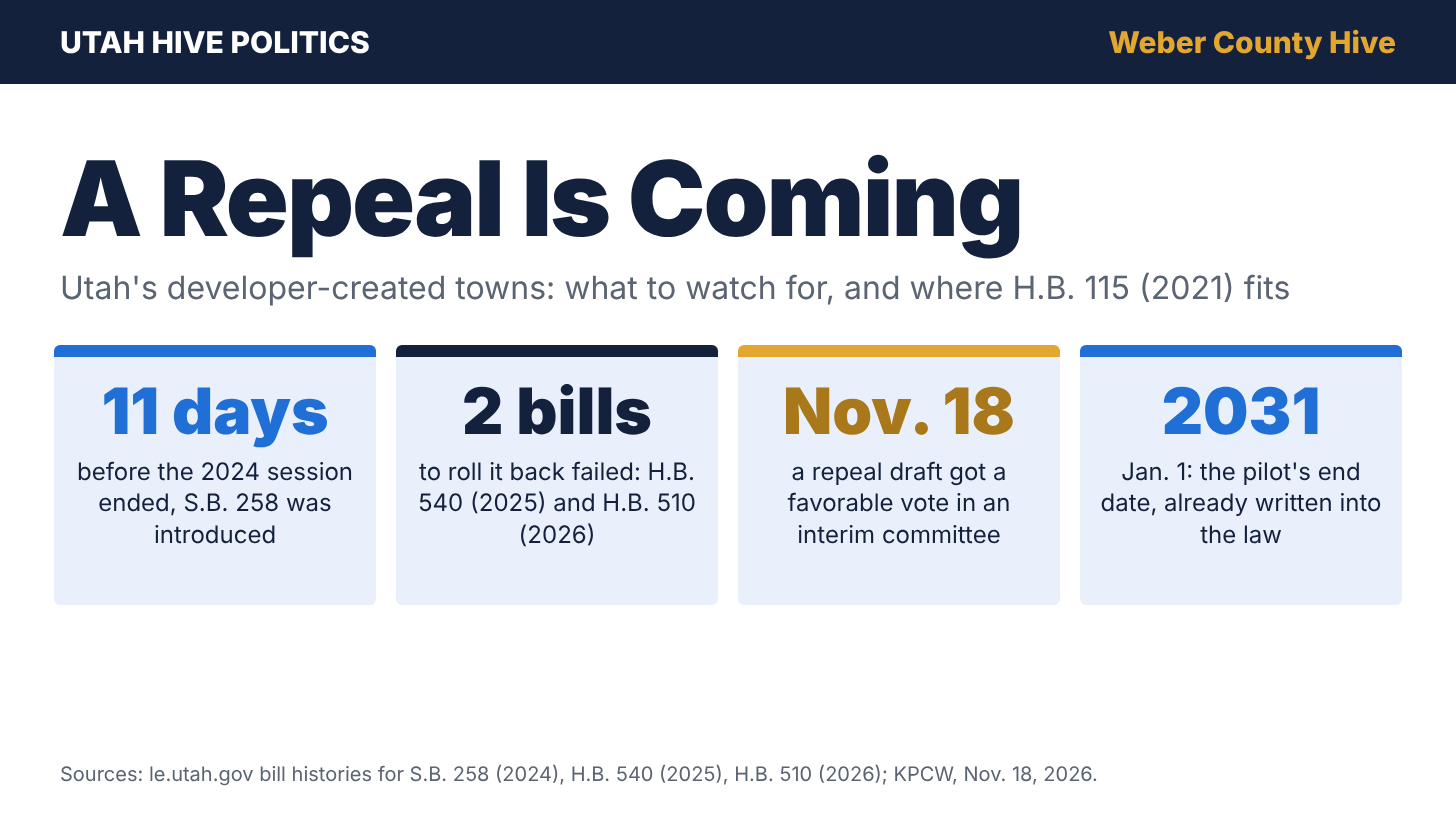 UTAH HIVE POLITICS
Weber County Hive
A Repeal Is Coming
Utah's developer-created towns: what to watch for, and where H.B. 115 (2021) fits
11 days
before the 2024 session
ended, S.B. 258 was
introduced
2 bills
to roll it back failed: H.B.
540 (2025) and H.B. 510
(2026)
Nov. 18
a repeal draft got a
favorable vote in an
interim committee
2031
Jan. 1: the pilot's end
date, already written into
the law
Sources: le.utah.gov bill histories for S.B. 258 (2024), H.B. 540 (2025), H.B. 510 (2026); KPCW, Nov. 18, 2026.